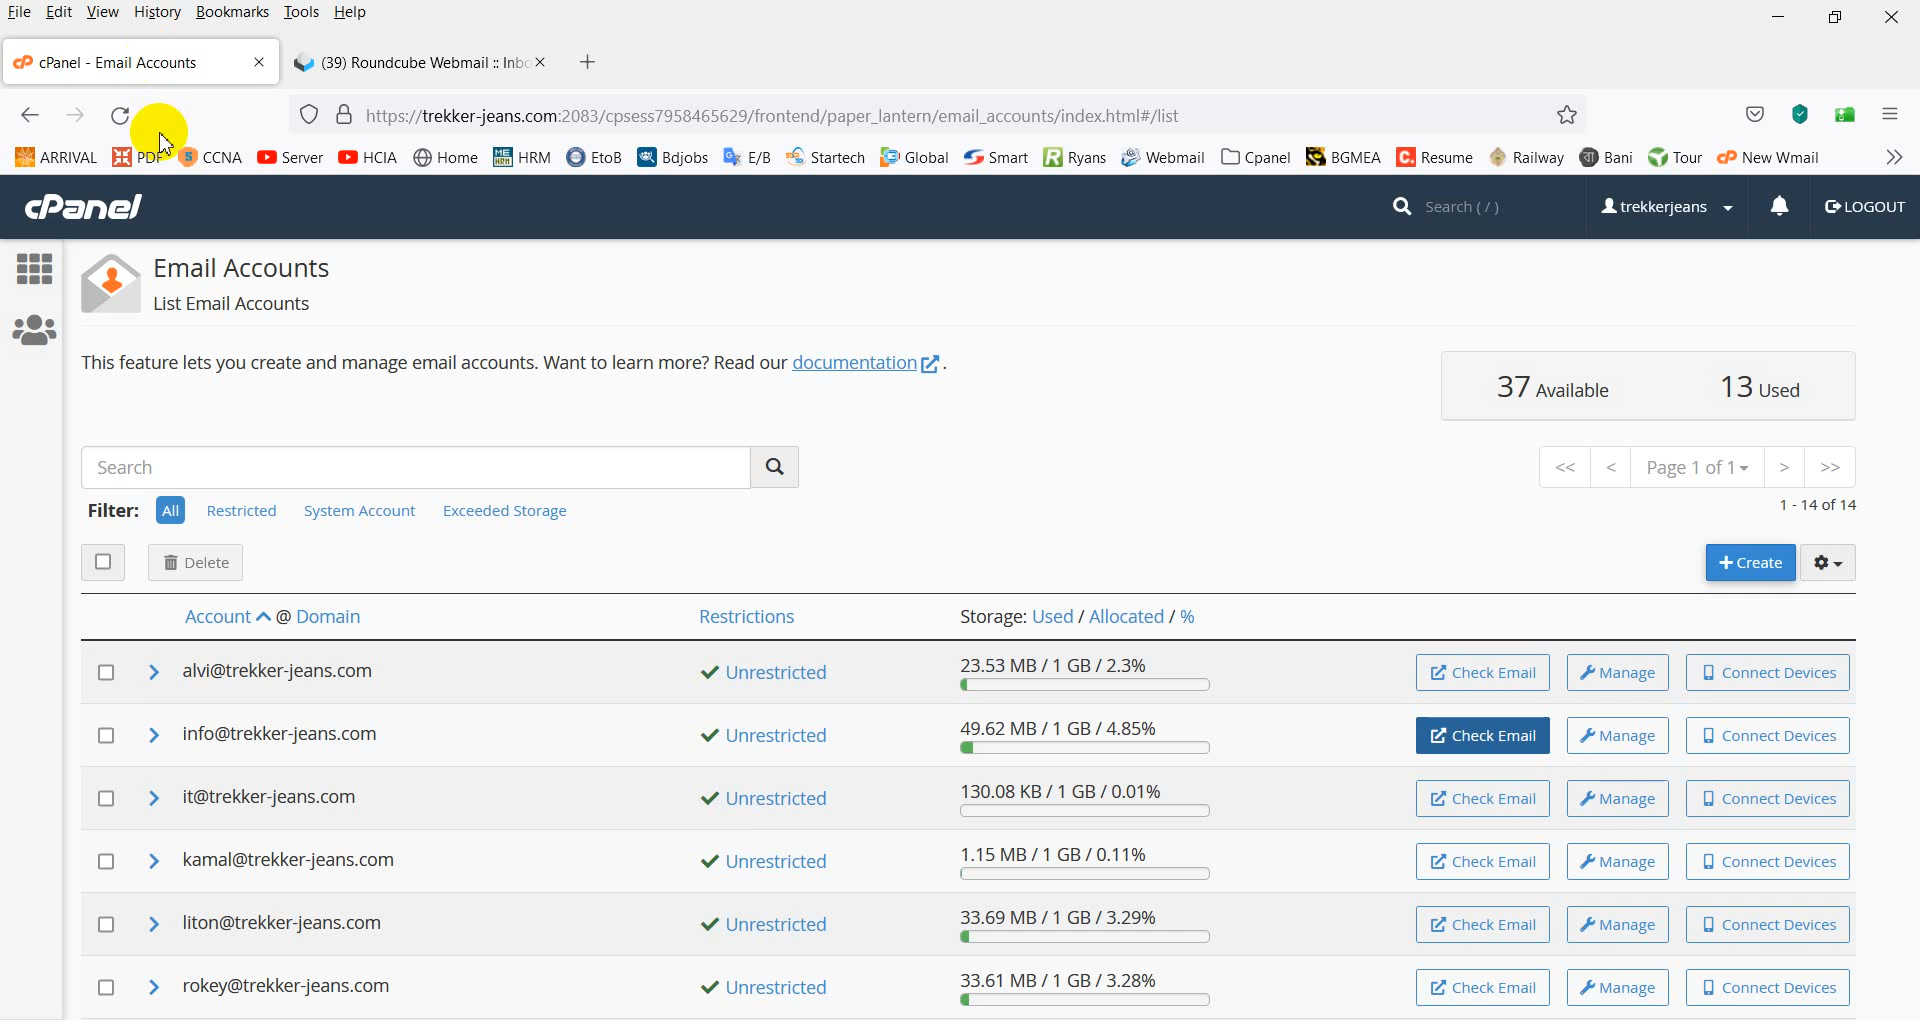 File Edit View History Bookmarks Tools Help
cPanel - Email Accounts
(39) Roundcube Webmail :: Inbo
https://trekker-jeans.com:2083/cpsess7958465629/frontend/paper_lantern/email_accounts/index.html#/list
ARRIVAL PDF CCNA Server HCIA Home HRM EtoB Bdjobs E/B Startech Global Smart Ryans Webmail Cpanel BGMEA Resume Railway Bani Tour New Wmail
cPanel
Search ( / )
trekkerjeans
LOGOUT
Email Accounts
List Email Accounts
This feature lets you create and manage email accounts. Want to learn more? Read our documentation .
37 Available 13 Used
Search
<< < Page 1 of 1 > >>
Filter: All Restricted System Account Exceeded Storage
1 - 14 of 14
Delete
+ Create
Account @ Domain Restrictions Storage: Used / Allocated / %
alvi@trekker-jeans.com Unrestricted 23.53 MB / 1 GB / 2.3% Check Email Manage Connect Devices
info@trekker-jeans.com Unrestricted 49.62 MB / 1 GB / 4.85% Check Email Manage Connect Devices
it@trekker-jeans.com Unrestricted 130.08 KB / 1 GB / 0.01% Check Email Manage Connect Devices
kamal@trekker-jeans.com Unrestricted 1.15 MB / 1 GB / 0.11% Check Email Manage Connect Devices
liton@trekker-jeans.com Unrestricted 33.69 MB / 1 GB / 3.29% Check Email Manage Connect Devices
rokey@trekker-jeans.com Unrestricted 33.61 MB / 1 GB / 3.28% Check Email Manage Connect Devices